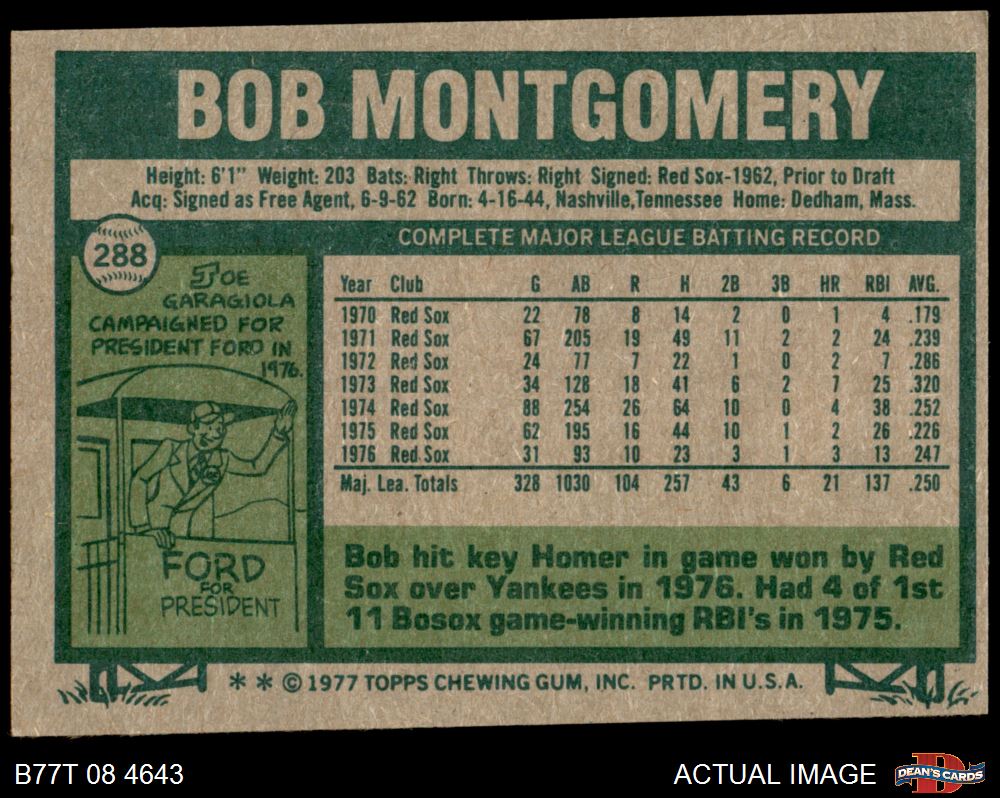 BOB MONTGOMERY
Height: 6'1" Weight: 203 Bats: Right Throws: Right Signed: Red Sox-1962, Prior to Draft
Acq: Signed as Free Agent, 6-9-62 Born: 4-16-44, Nashville,Tennessee Home: Dedham, Mass.
288
JOE
GARAGIOLA
CAMPAIGNED FOR
PRESIDENT FORD IN
1976.
FORD
FOR
PRESIDENT
COMPLETE MAJOR LEAGUE BATTING RECORD
Year Club G AB R H 2B 3B HR RBI AVG.
1970 Red Sox 22 78 8 14 2 0 1 4 .179
1971 Red Sox 67 205 19 49 11 2 2 24 .239
1972 Red Sox 24 77 7 22 1 0 2 7 .286
1973 Red Sox 34 128 18 41 6 2 7 25 .320
1974 Red Sox 88 254 26 64 10 0 4 38 .252
1975 Red Sox 62 195 16 44 10 1 2 26 .226
1976 Red Sox 31 93 10 23 3 1 3 13 .247
Maj. Lea. Totals 328 1030 104 257 43 6 21 137 .250
Bob hit key Homer in game won by Red
Sox over Yankees in 1976. Had 4 of 1st
11 Bosox game-winning RBI's in 1975.
* * © 1977 TOPPS CHEWING GUM, INC. PRTD. IN U.S.A.
B77T 08 4643
ACTUAL IMAGE
DEAN'S CARDS